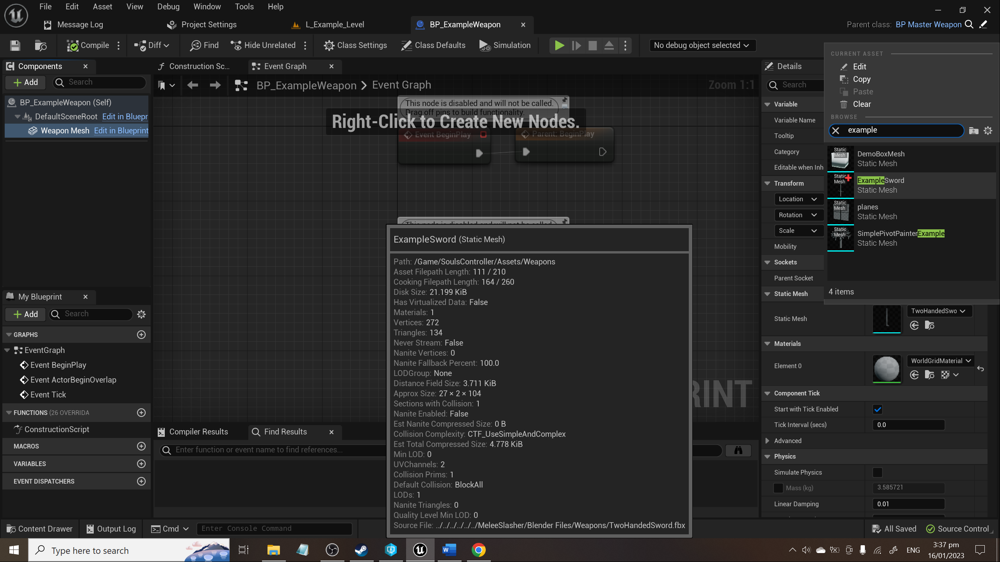 File
Edit
Asset
View
Debug
Window
Tools
Help
Message Log
Project Settings
L_Example_Level
BP_ExampleWeapon
Parent class: BP Master Weapon
Compile
Diff
Find
Hide Unrelated
Class Settings
Class Defaults
Simulation
No debug object selected
Components
Add
Search
BP_ExampleWeapon (Self)
DefaultSceneRoot Edit in Bluepr
Weapon Mesh Edit in Blueprint
Construction Sc...
Event Graph
BP_ExampleWeapon > Event Graph
Zoom 1:1
This node is disabled and will not be called.
Drag off pins to build functionality.
Right-Click to Create New Nodes.
Event BeginPlay
Parent: BeginPlay
This node is disabled and will not be called.
ExampleSword (Static Mesh)
Path: /Game/SoulsController/Assets/Weapons
Asset Filepath Length: 111 / 210
Cooking Filepath Length: 164 / 260
Disk Size: 21.199 KiB
Has Virtualized Data: False
Materials: 1
Vertices: 272
Triangles: 134
Never Stream: False
Nanite Vertices: 0
Nanite Fallback Percent: 100.0
LODGroup: None
Distance Field Size: 3.711 KiB
Approx Size: 27 × 2 × 104
Sections with Collision: 1
Nanite Enabled: False
Est Nanite Compressed Size: 0 B
Collision Complexity: CTF_UseSimpleAndComplex
Est Total Compressed Size: 4.778 KiB
Min LOD: 0
UVChannels: 2
Collision Prims: 1
Default Collision: BlockAll
LODs: 1
Nanite Triangles: 0
Quality Level Min LOD: 0
Source File: ../../../../../../MeleeSlasher/Blender Files/Weapons/TwoHandedSword.fbx
RINT
My Blueprint
Add
Search
GRAPHS
EventGraph
Event BeginPlay
Event ActorBeginOverlap
Event Tick
FUNCTIONS (26 OVERRIDA
ConstructionScript
MACROS
VARIABLES
EVENT DISPATCHERS
Compiler Results
Find Results
Enter function or event name to find references...
Details
Search
Variable
Variable Name
Tooltip
Category
Editable when Inh
Transform
Location
Rotation
Scale
Mobility
Sockets
Parent Socket
Static Mesh
Static Mesh
TwoHandedSwo
Materials
Element 0
WorldGridMaterial
Component Tick
Start with Tick Enabled
Tick Interval (secs)
0.0
Advanced
Physics
Simulate Physics
Mass (kg)
3.585721
Linear Damping
0.01
CURRENT ASSET
Edit
Copy
Paste
Clear
BROWSE
example
Static
Mesh
DemoBoxMesh
Static Mesh
Static
Mesh
ExampleSword
Static Mesh
Static
Mesh
planes
Static Mesh
Static
Mesh
SimplePivotPainterExample
Static Mesh
4 items
Content Drawer
Output Log
Cmd
Enter Console Command
All Saved
Source Control
Type here to search
ENG
3:37 pm
16/01/2023